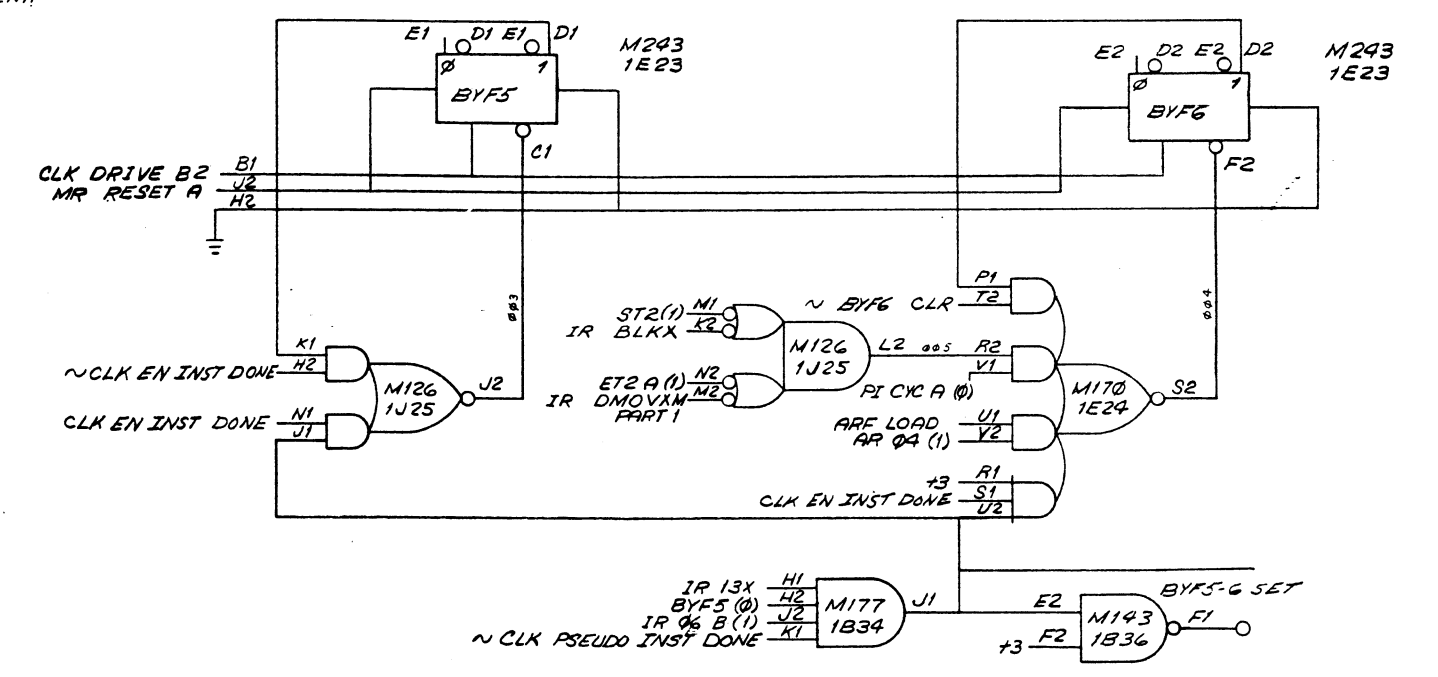 E1 D1 E1 D1
Ø 1
BYF5
C1
M243
1E23
E2 D2 E2 D2
Ø 1
BYF6
F2
M243
1E23
CLK DRIVE B2 B1
MR RESET A J2
H2
ØØ3
ØØ4
K1
~CLK EN INST DONE H2
CLK EN INST DONE N1
J1
M126
1J25
J2
ST2(1) M1
IR BLKX K2
ET2 A(1) N2
IR DMOVXM M2
PART 1
M126
1J25
L2 ØØ5 R2
P1
~ BYF6 CLR T2
PI CYC A (Ø) V1
ARF LOAD U1
AR Ø4 (1) V2
+3 R1
CLK EN INST DONE S1
U2
M17Ø
1E24
S2
IR 13X H1
BYF5 (Ø) H2
IR Ø6 B(1) J2
~ CLK PSEUDO INST DONE K1
M177
1B34
J1
BYF5-6 SET
E2
+3 F2
M143
1B36
F1